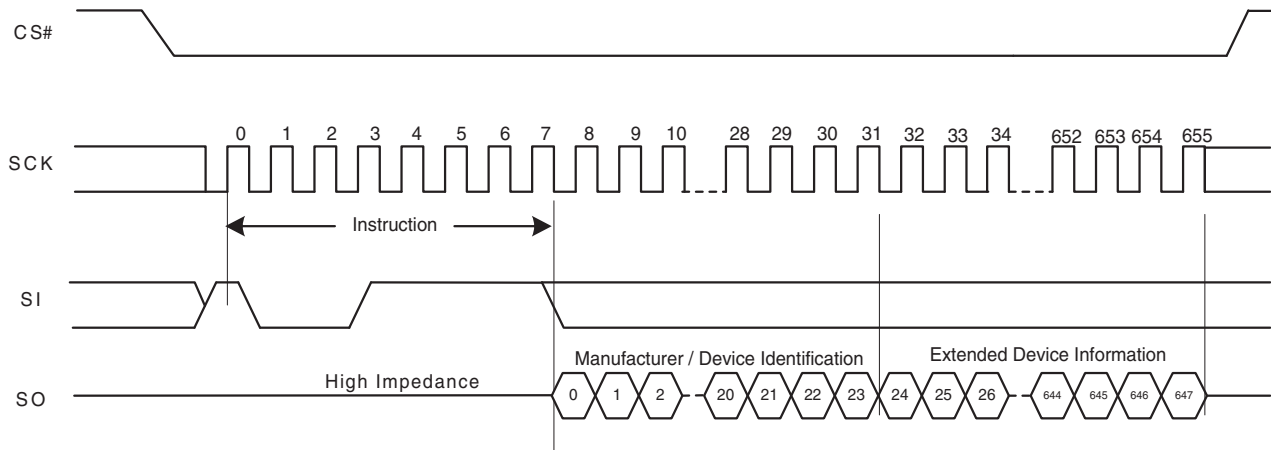 CS#
0 1 2 3 4 5 6 7 8 9 10 28 29 30 31 32 33 34 652 653 654 655
SCK
Instruction
SI
Manufacturer / Device Identification Extended Device Information
High Impedance
SO 0 1 2 20 21 22 23 24 25 26 644 645 646 647